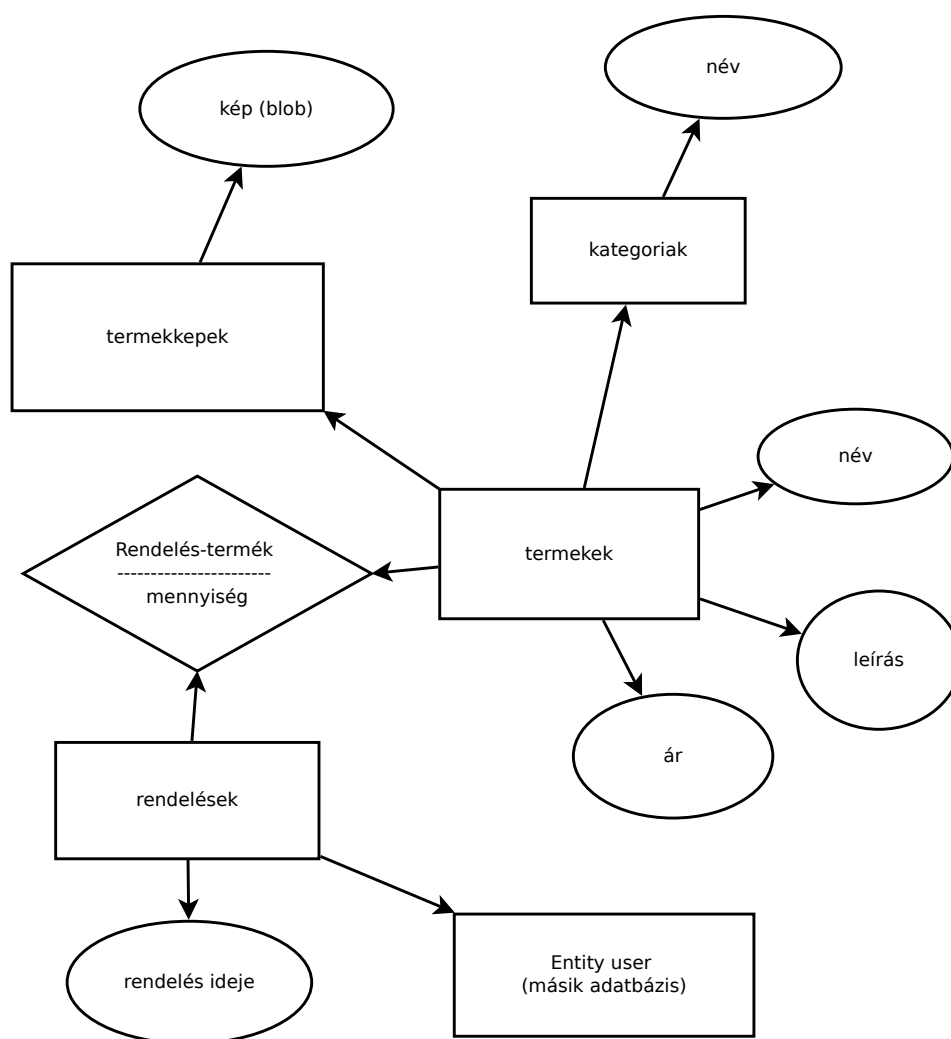 név
kép (blob)
kategoriak
termekkepek
név
Rendelés-termék
-----------------------
mennyiség
termekek
leírás
ár
rendelések
Entity user
(másik adatbázis)
rendelés ideje